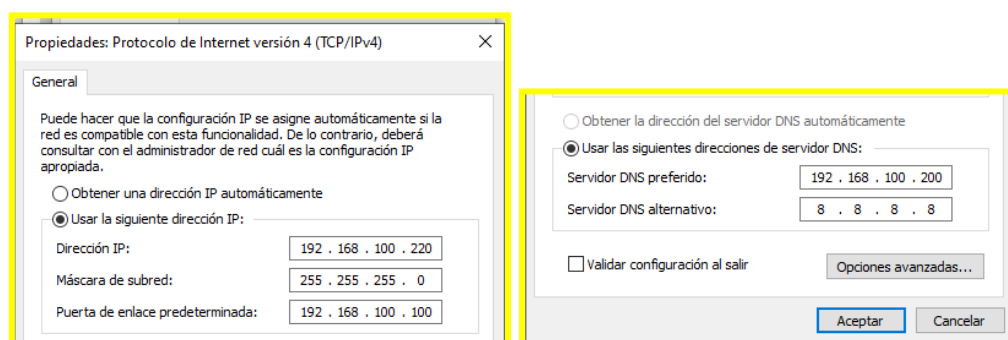 Propiedades: Protocolo de Internet versión 4 (TCP/IPv4)
General
Puede hacer que la configuración IP se asigne automáticamente si la
red es compatible con esta funcionalidad. De lo contrario, deberá
consultar con el administrador de red cuál es la configuración IP
apropiada.
Obtener una dirección IP automáticamente
Usar la siguiente dirección IP:
Dirección IP: 192 . 168 . 100 . 220
Máscara de subred: 255 . 255 . 255 . 0
Puerta de enlace predeterminada: 192 . 168 . 100 . 100
Obtener la dirección del servidor DNS automáticamente
Usar las siguientes direcciones de servidor DNS:
Servidor DNS preferido: 192 . 168 . 100 . 200
Servidor DNS alternativo: 8 . 8 . 8 . 8
Validar configuración al salir
Opciones avanzadas...
Aceptar Cancelar